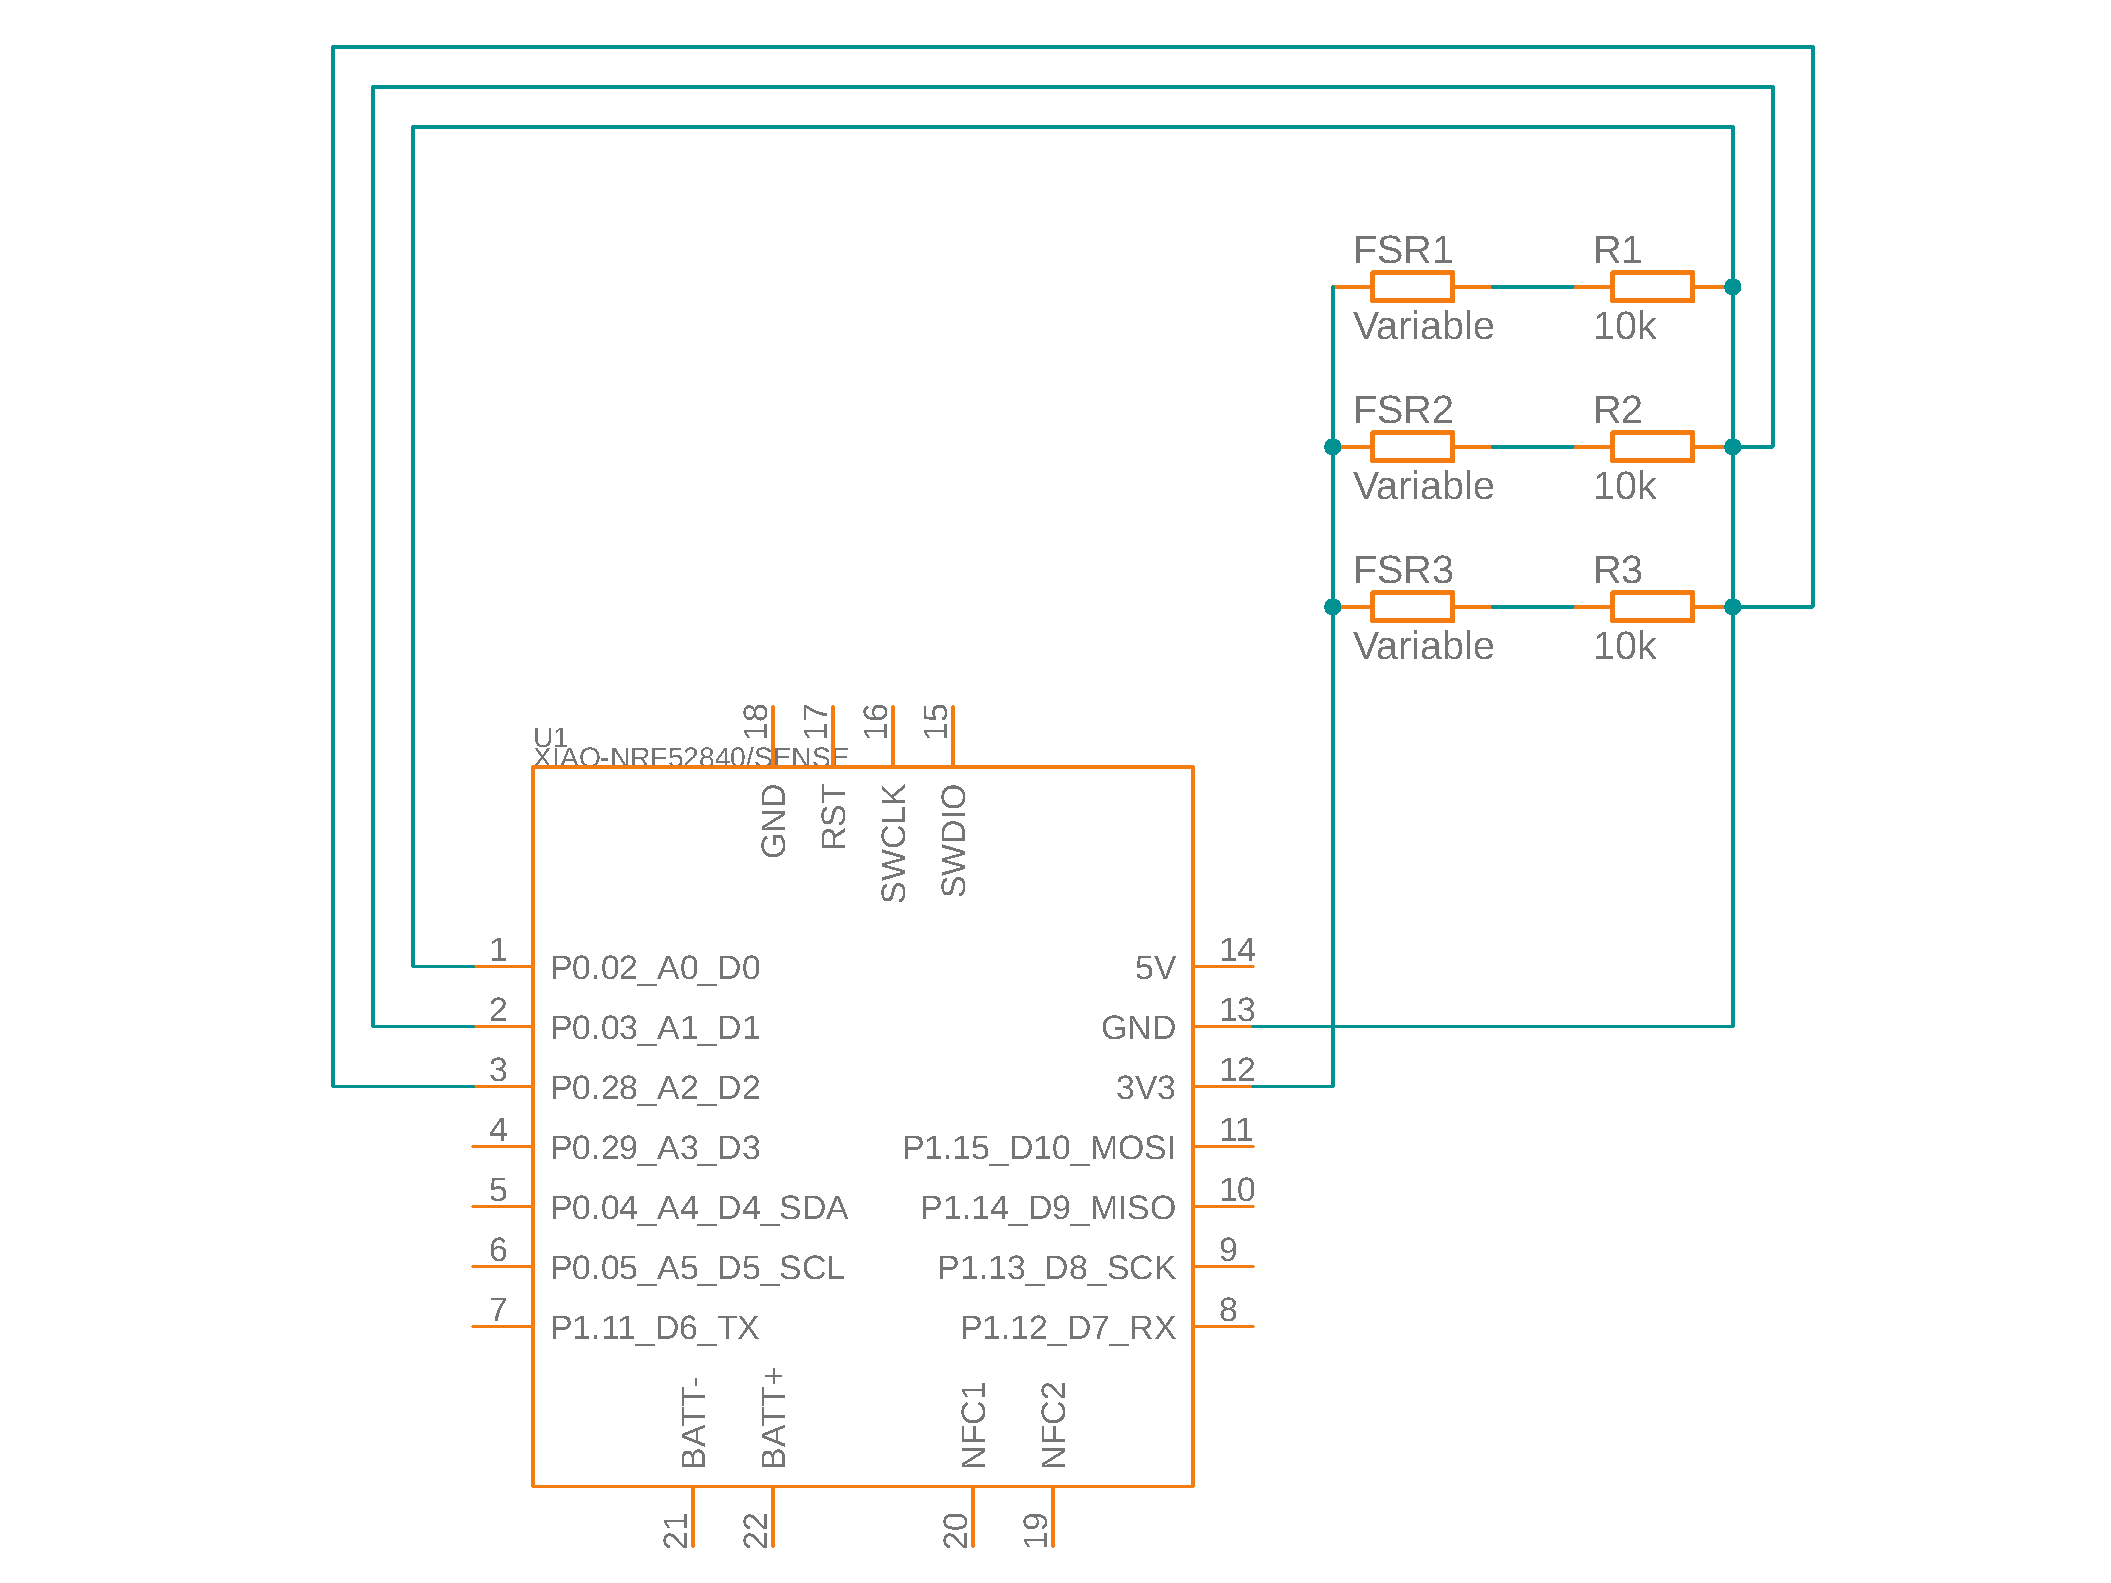 FSR1
R1
Variable
10k
FSR2
R2
Variable
10k
FSR3
R3
Variable
10k
18
17
16
15
U1
XIAO-NRF52840/SENSE
GND
RST
SWCLK
SWDIO
1
P0.02_A0_D0
5V
14
2
P0.03_A1_D1
GND
13
3
P0.28_A2_D2
3V3
12
4
P0.29_A3_D3
P1.15_D10_MOSI
11
5
P0.04_A4_D4_SDA
P1.14_D9_MISO
10
6
P0.05_A5_D5_SCL
P1.13_D8_SCK
9
7
P1.11_D6_TX
P1.12_D7_RX
8
BATT-
BATT+
NFC1
NFC2
21
22
20
19